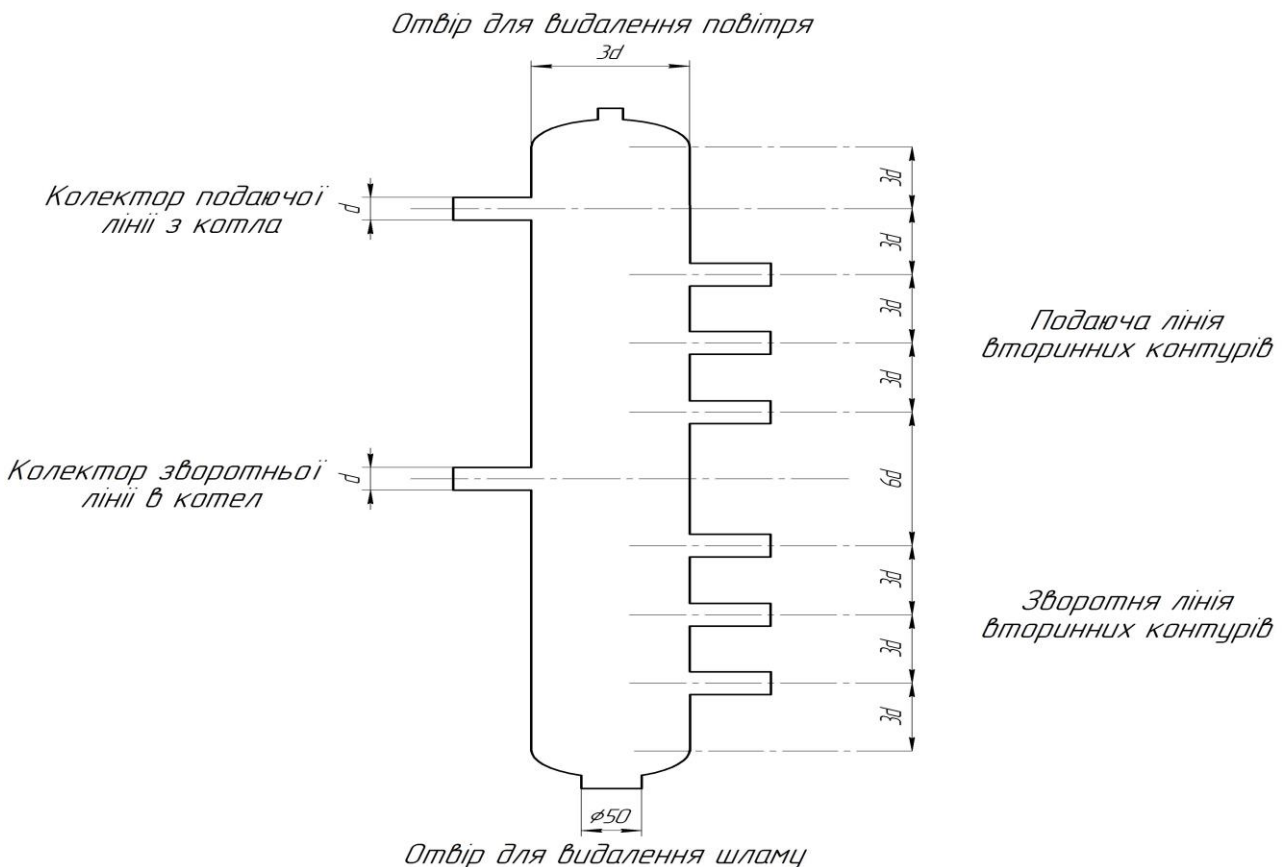 Отвір для видалення повітря
3d
Колектор подаючої
лінії з котла
d
3d
3d
3d
Подаюча лінія
вторинних контурів
3d
Колектор зворотньої
лінії в котел
d
6d
3d
Зворотня лінія
вторинних контурів
3d
3d
⌀50
Отвір для видалення шламу